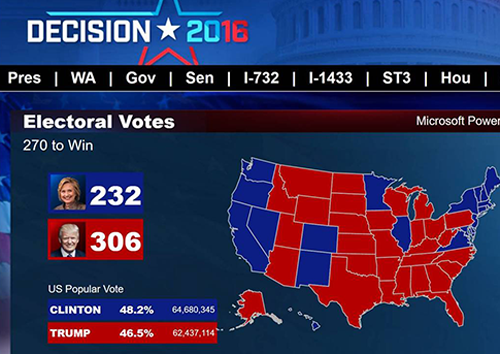 DECISION ★ 2016
Pres | WA | Gov | Sen | I-732 | I-1433 | ST3 | Hou |
Electoral Votes
Microsoft Power
270 to Win
232
306
US Popular Vote
CLINTON 48.2% 64,680,345
TRUMP 46.5% 62,437,114